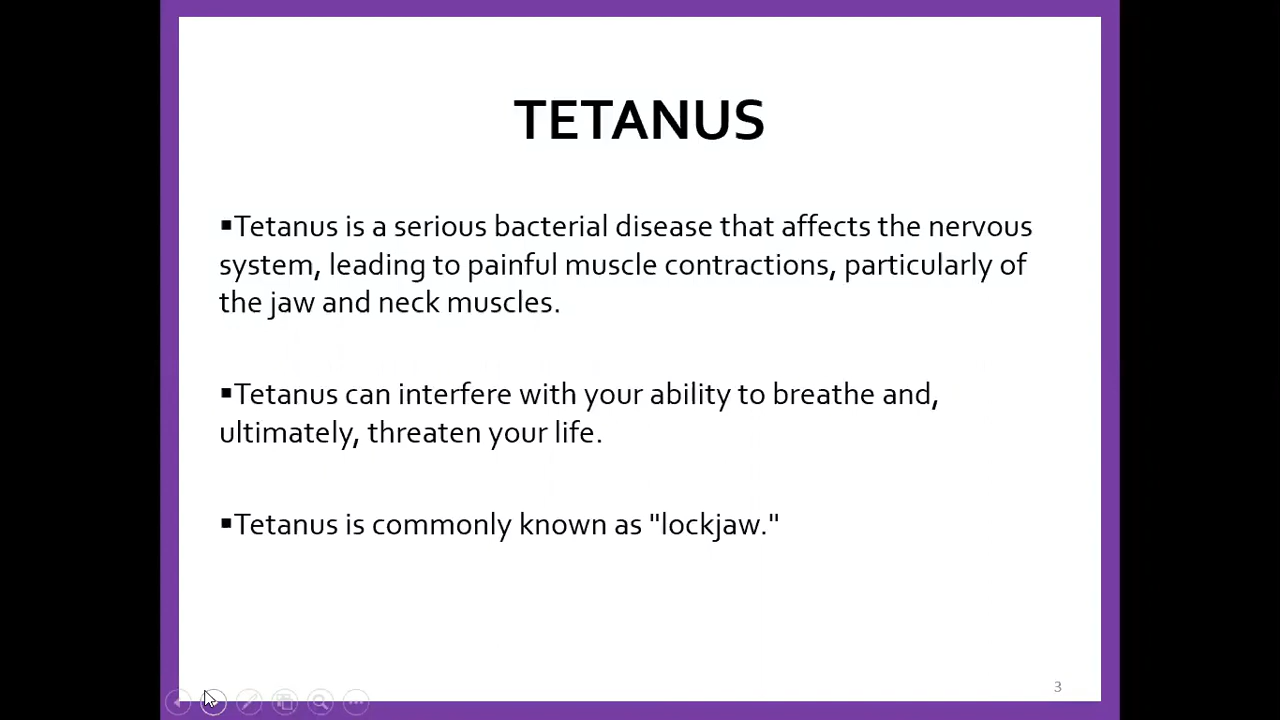 TETANUS
▪Tetanus is a serious bacterial disease that affects the nervous
system, leading to painful muscle contractions, particularly of
the jaw and neck muscles.
▪Tetanus can interfere with your ability to breathe and,
ultimately, threaten your life.
▪Tetanus is commonly known as "lockjaw."
3